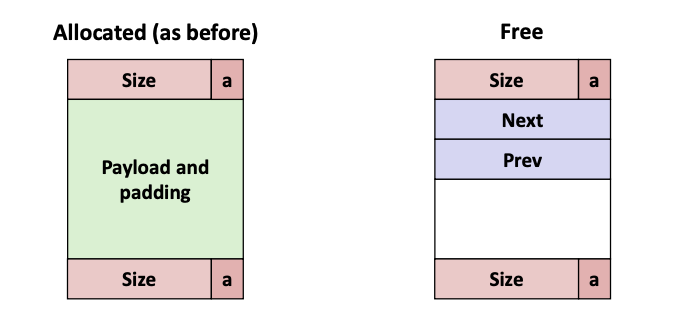 Allocated (as before)
Size a
Payload and
padding
Size a
Free
Size a
Next
Prev
Size a